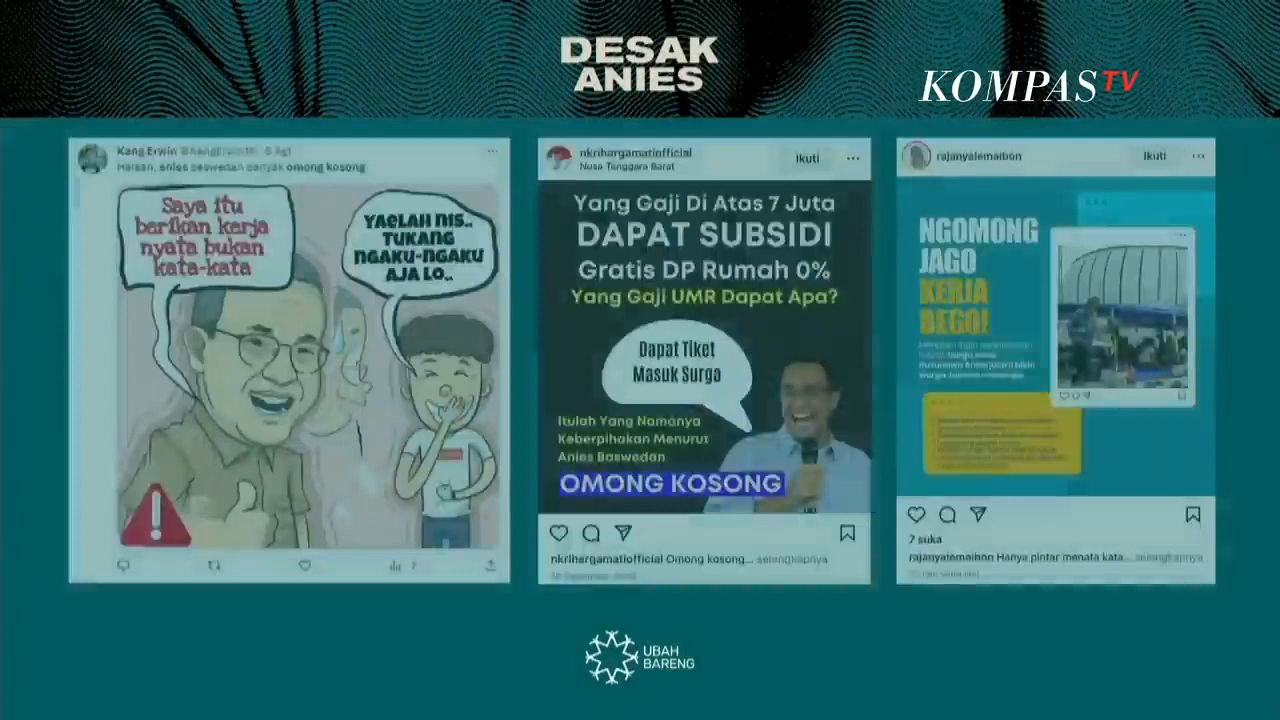 DESAK
ANIES
KOMPASTV
Kang Erwin
anies baswedan banyak omong kosong
Saya itu
berikan kerja
nyata bukan
kata-kata
YAELAH NIS..
TUKANG
NGAKU-NGAKU
AJA LO..
nkrihargamatiofficial
Nusa Tenggara Barat
Ikuti
Yang Gaji Di Atas 7 Juta
DAPAT SUBSIDI
Gratis DP Rumah 0%
Yang Gaji UMR Dapat Apa?
Dapat Tiket
Masuk Surga
Itulah Yang Namanya
Keberpihakan Menurut
Anies Baswedan
OMONG KOSONG
nkrihargamatiofficial Omong kosong... selengkapnya
rajanyalemaibon
Ikuti
NGOMONG
JAGO
KERJA
BEGO!
7 suka
rajanyalemaibon Hanya pintar menata kata... selengkapnya
UBAH
BARENG